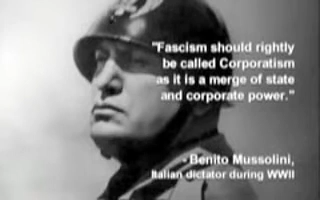 "Fascism should rightly
be called Corporatism
as it is a merge of state
and corporate power."
- Benito Mussolini,
Italian dictator during WWII